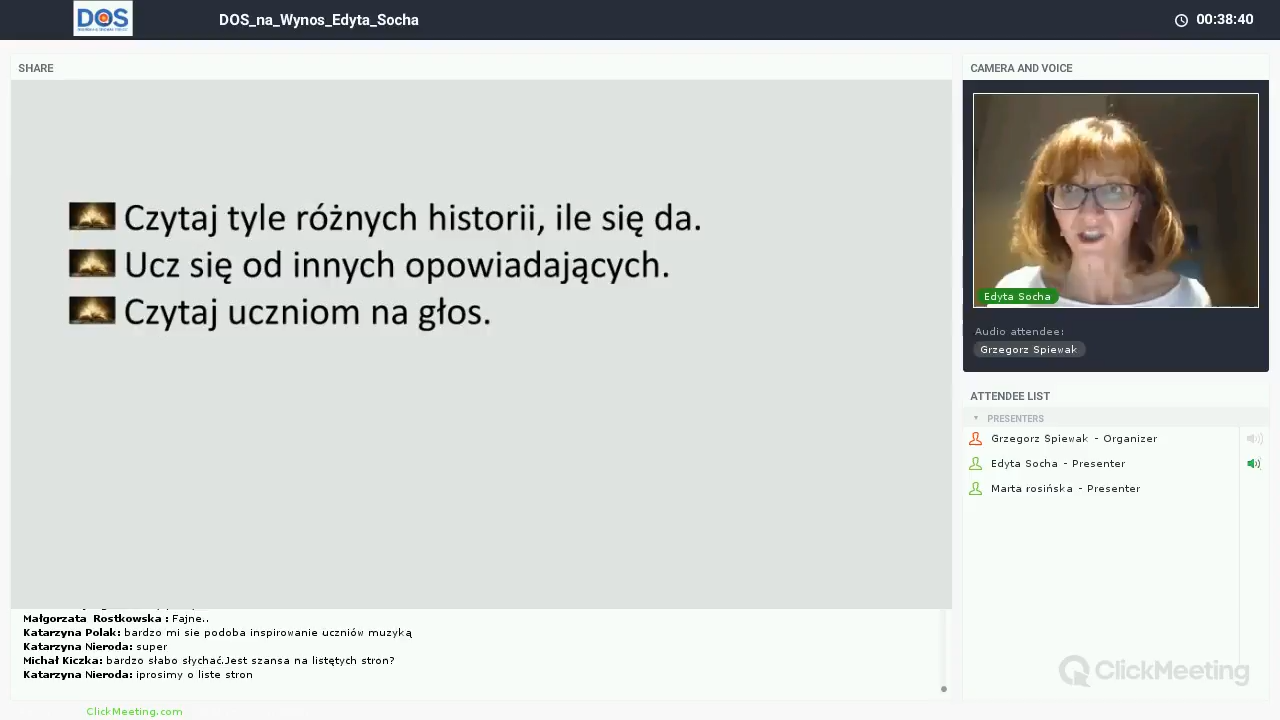 DOS
DOS_na_Wynos_Edyta_Socha
00:38:40
SHARE
Czytaj tyle różnych historii, ile się da.
Ucz się od innych opowiadających.
Czytaj uczniom na głos.
Małgorzata Rostkowska : Fajne..
Katarzyna Polak: bardzo mi sie podoba inspirowanie uczniów muzyką
Katarzyna Nieroda: super
Michał Kiczka: bardzo słabo słychać.Jest szansa na listętych stron?
Katarzyna Nieroda: iprosimy o liste stron
ClickMeeting.com
CAMERA AND VOICE
Edyta Socha
Audio attendee:
Grzegorz Spiewak
ATTENDEE LIST
PRESENTERS
Grzegorz Spiewak - Organizer
Edyta Socha - Presenter
Marta rosińska - Presenter
ClickMeeting